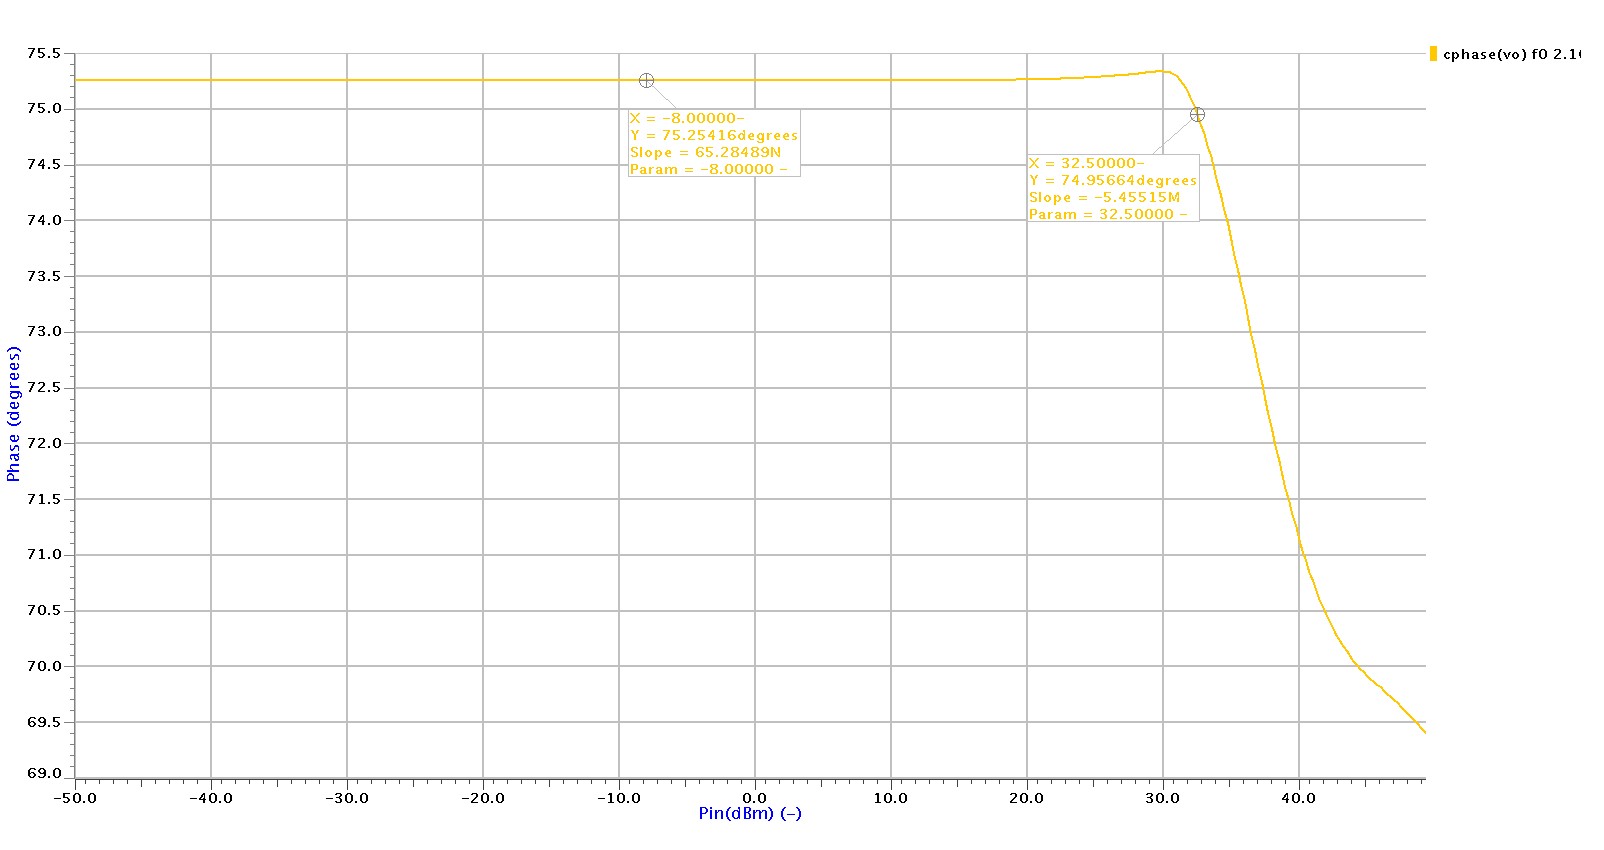 cphase(vo) f0 2.1
75.5
75.0
74.5
74.0
73.5
73.0
72.5
72.0
71.5
71.0
70.5
70.0
69.5
69.0
Phase (degrees)
X = -8.00000-
Y = 75.25416degrees
Slope = 65.28489N
Param = -8.00000 -
X = 32.50000-
Y = 74.95664degrees
Slope = -5.45515M
Param = 32.50000 -
-50.0 -40.0 -30.0 -20.0 -10.0 0.0 10.0 20.0 30.0 40.0
Pin(dBm) (-)